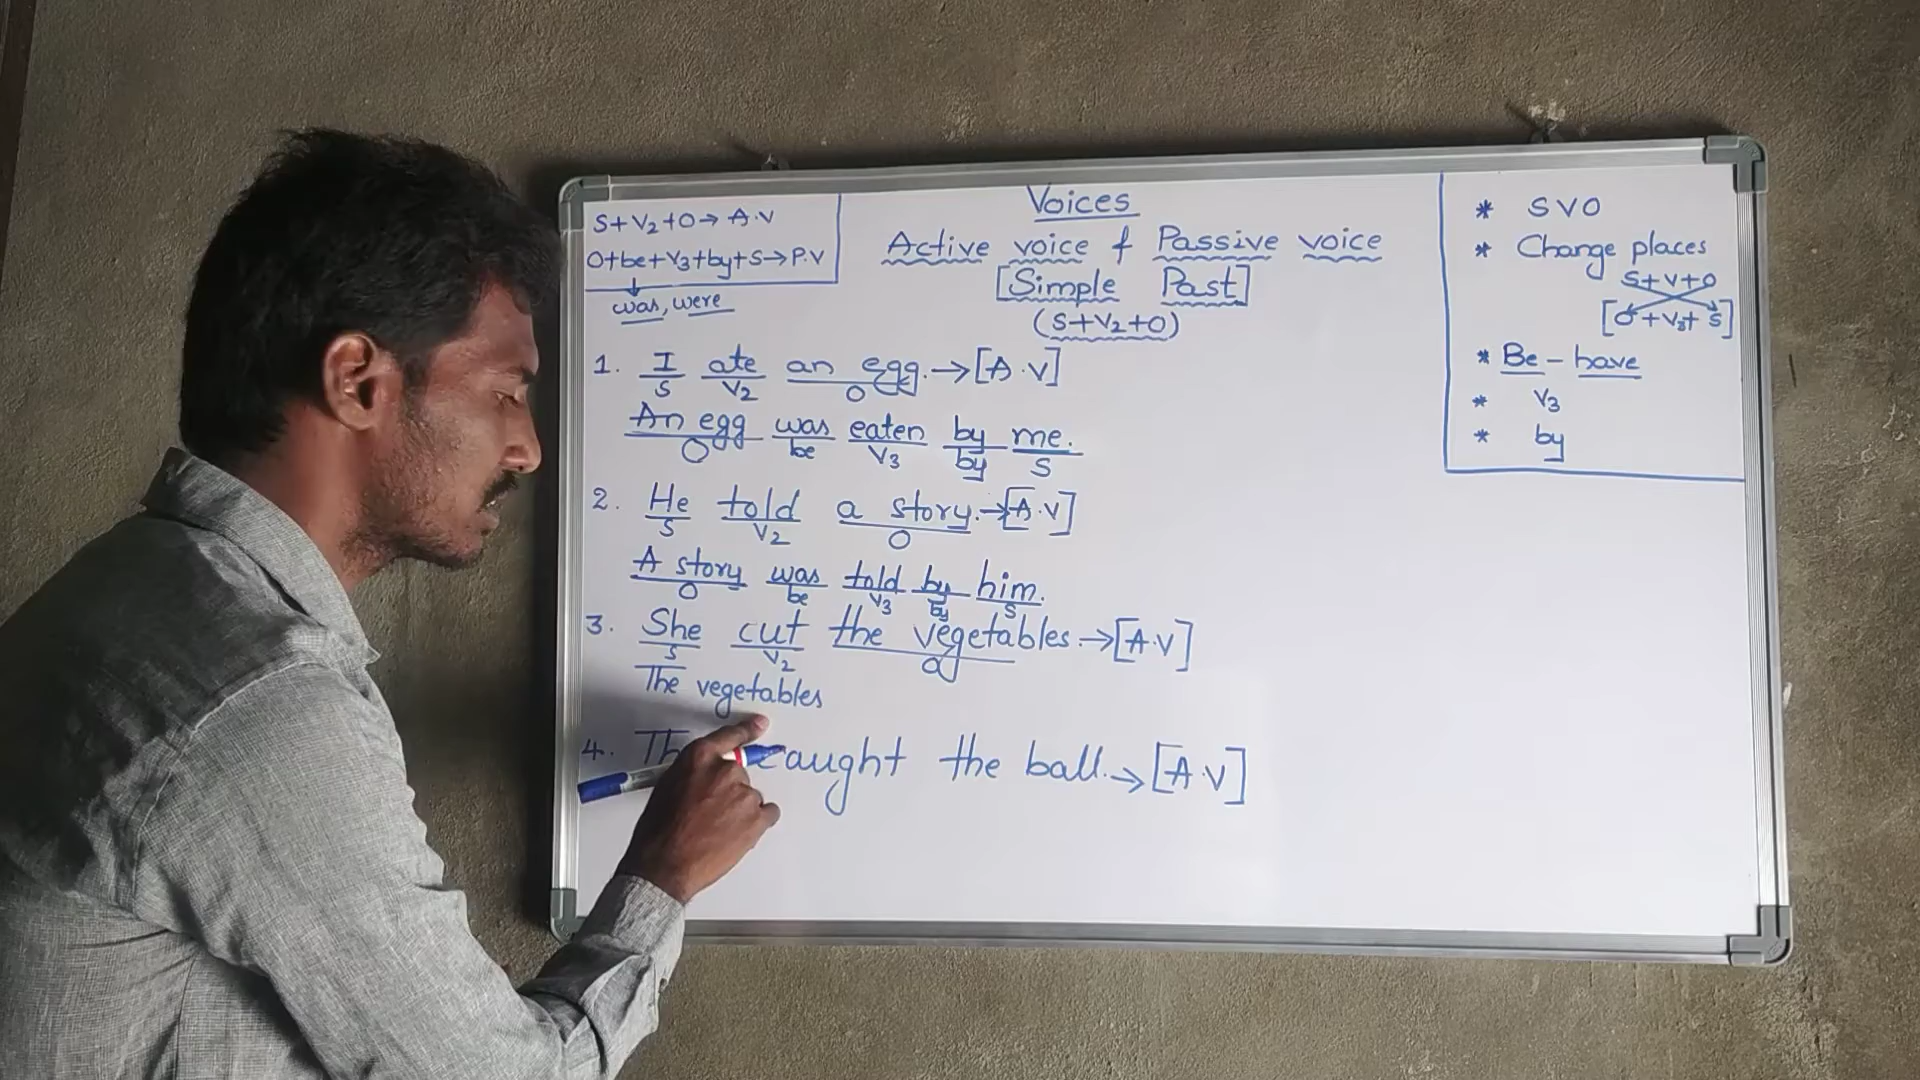 S+V2+O→ A.V
O+be+V3+by+S→P.V
was, were
Voices
Active voice & Passive voice
[Simple Past]
(S+V2+O)
1. I ate an egg.→[A.V]
S V2 O
An egg was eaten by me.
O be V3 by S
2. He told a story.→[A.V]
S V2 O
A story was told by him.
O be V3 by S
3. She cut the vegetables.→[A.V]
S V2 O
The vegetables
4. caught the ball.→[A.V]
* SVO
* Change places
S+V+O
[O+V3+S]
* Be-have
* V3
* by